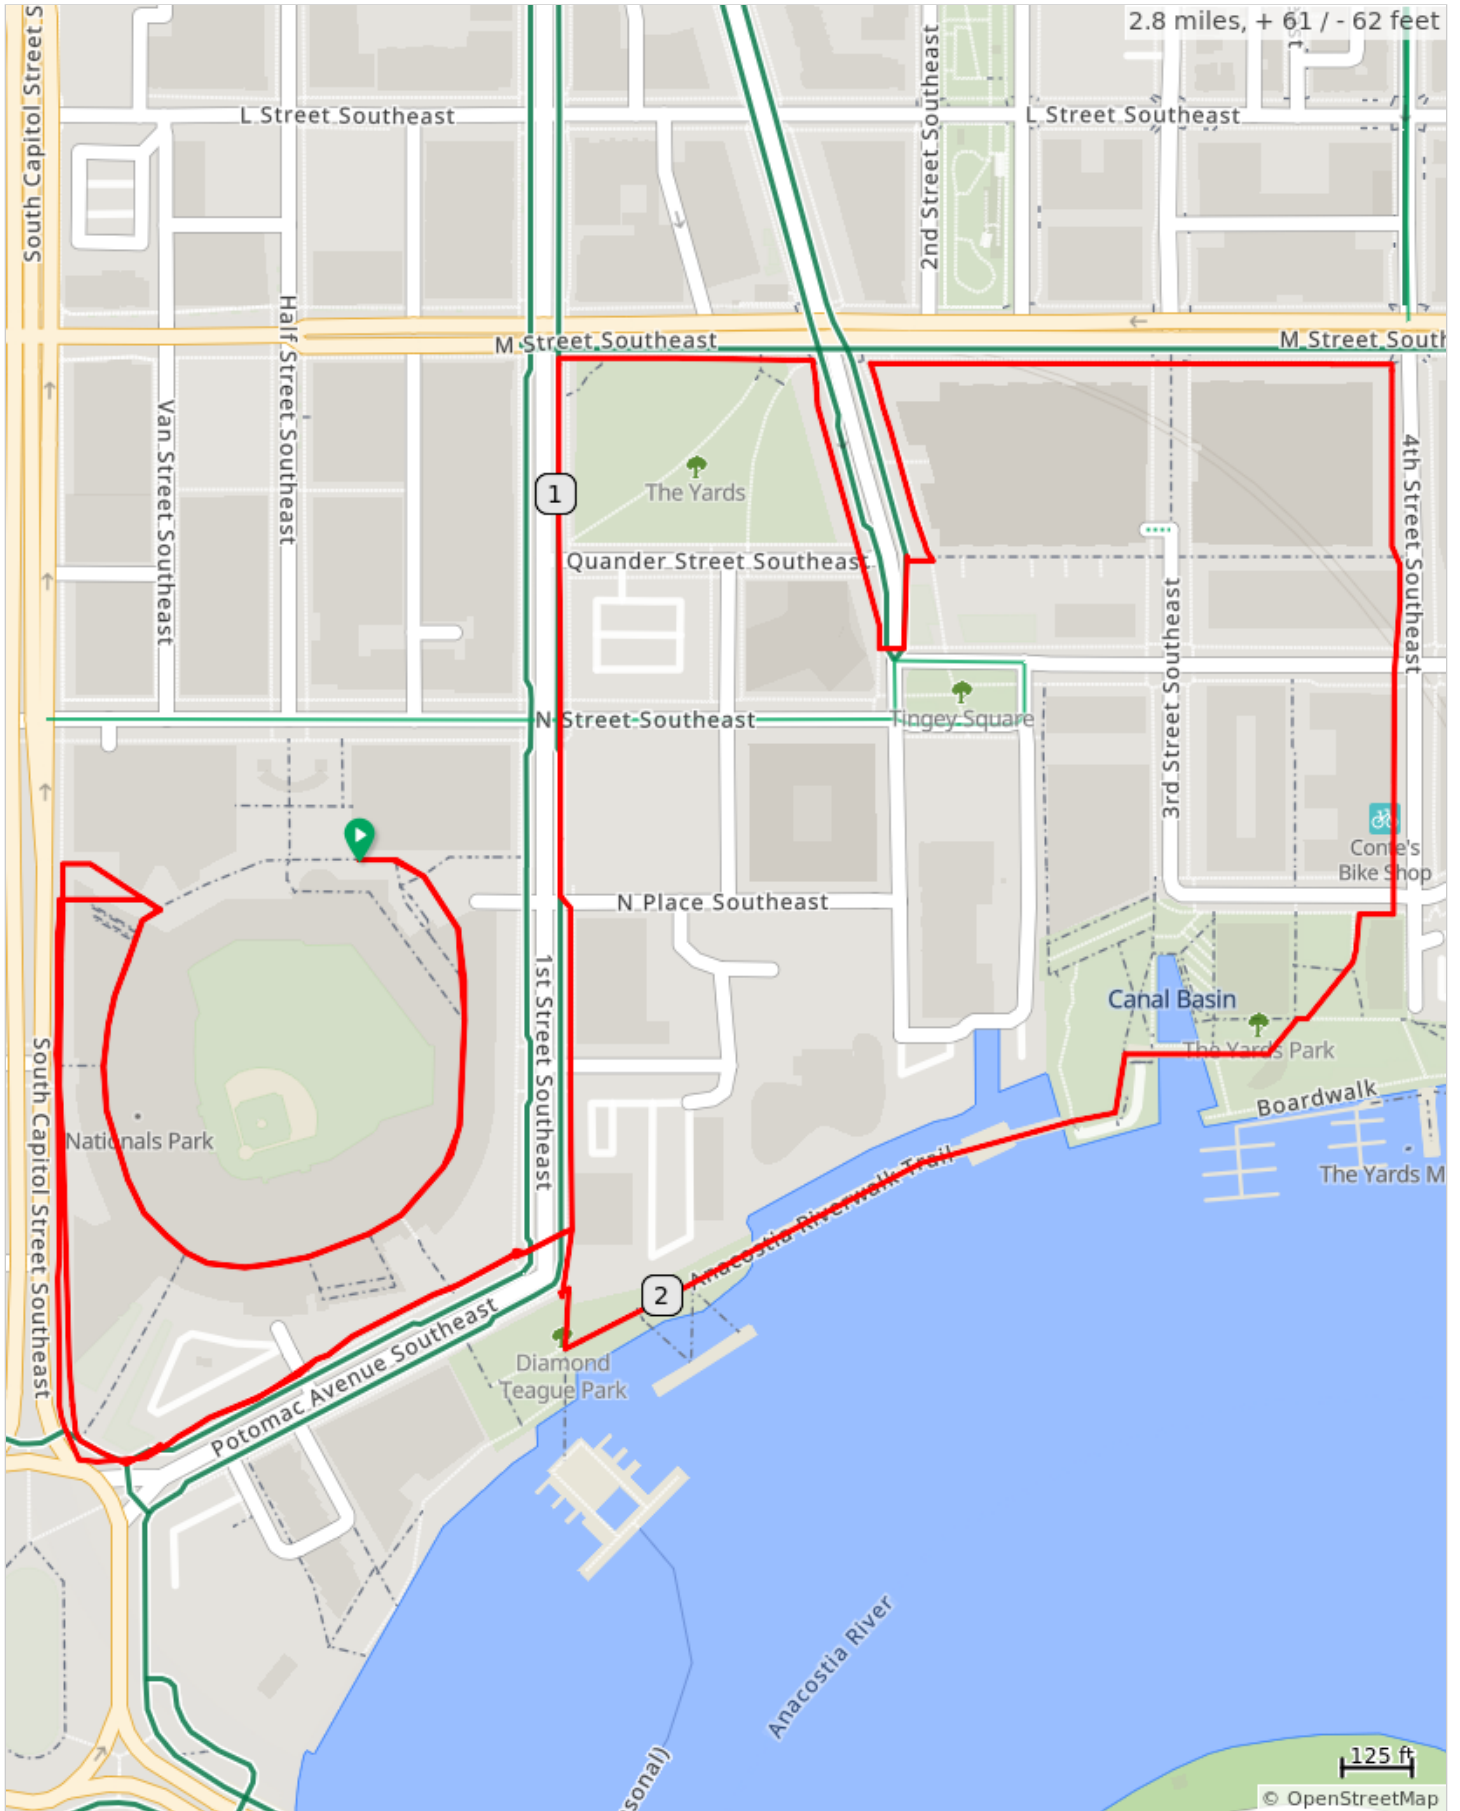 2.8 miles, + 61 / - 62 feet
South Capitol Street S
L Street Southeast
2nd Street Southeast
L Street Southeast
st
M Street Southeast
M Street South
Half Street Southeast
Van Street Southeast
1
The Yards
4th Street Southeast
Quander Street Southeast
3rd Street Southeast
N Street Southeast
Tingey Square
Conte's
Bike Shop
N Place Southeast
1st Street Southeast
Canal Basin
The Yards Park
South Capitol Street Southeast
Nationals Park
Boardwalk
The Yards M
Anacostia Riverwalk Trail
2
Potomac Avenue Southeast
Diamond
Teague Park
Anacostia River
sonal)
125 ft
© OpenStreetMap